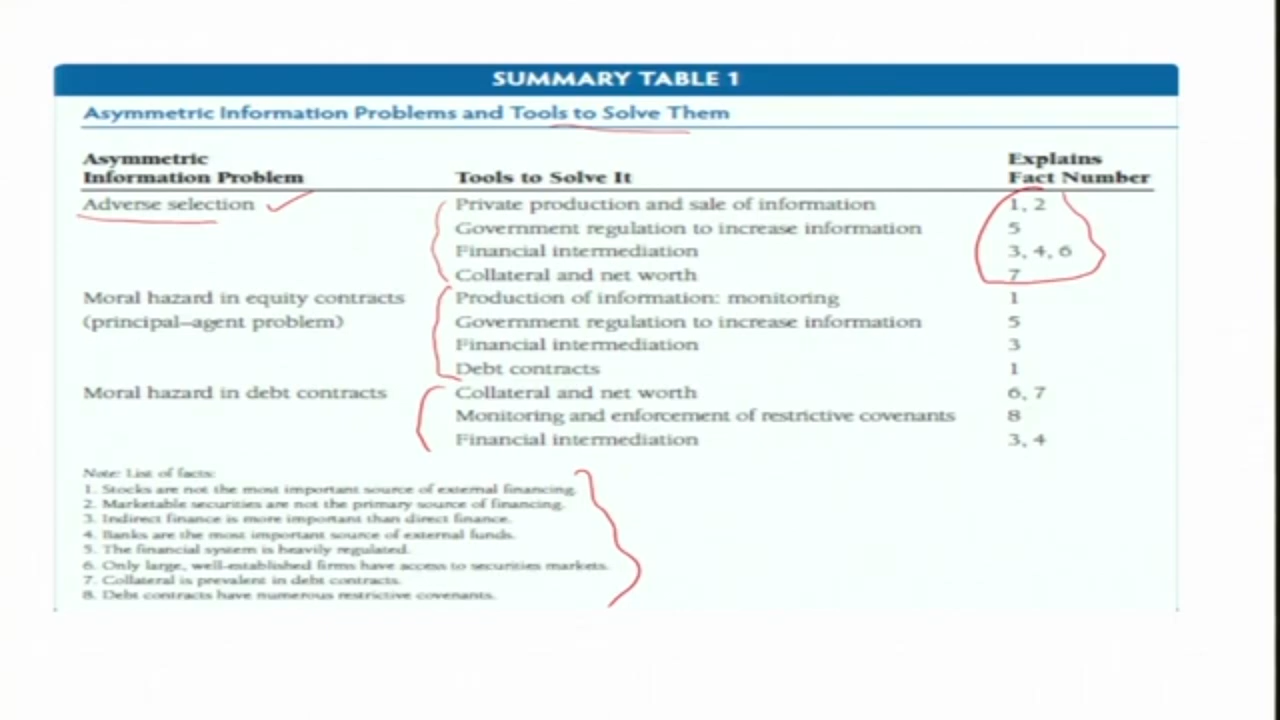 SUMMARY TABLE 1
Asymmetric Information Problems and Tools to Solve Them
Asymmetric Information Problem Tools to Solve It Explains Fact Number
Adverse selection Private production and sale of information 1, 2
Government regulation to increase information 5
Financial intermediation 3, 4, 6
Collateral and net worth 7
Moral hazard in equity contracts Production of information: monitoring 1
(principal–agent problem) Government regulation to increase information 5
Financial intermediation 3
Debt contracts 1
Moral hazard in debt contracts Collateral and net worth 6, 7
Monitoring and enforcement of restrictive covenants 8
Financial intermediation 3, 4
Note: List of facts:
1. Stocks are not the most important source of external financing.
2. Marketable securities are not the primary source of financing.
3. Indirect finance is more important than direct finance.
4. Banks are the most important source of external funds.
5. The financial system is heavily regulated.
6. Only large, well-established firms have access to securities markets.
7. Collateral is prevalent in debt contracts.
8. Debt contracts have numerous restrictive covenants.